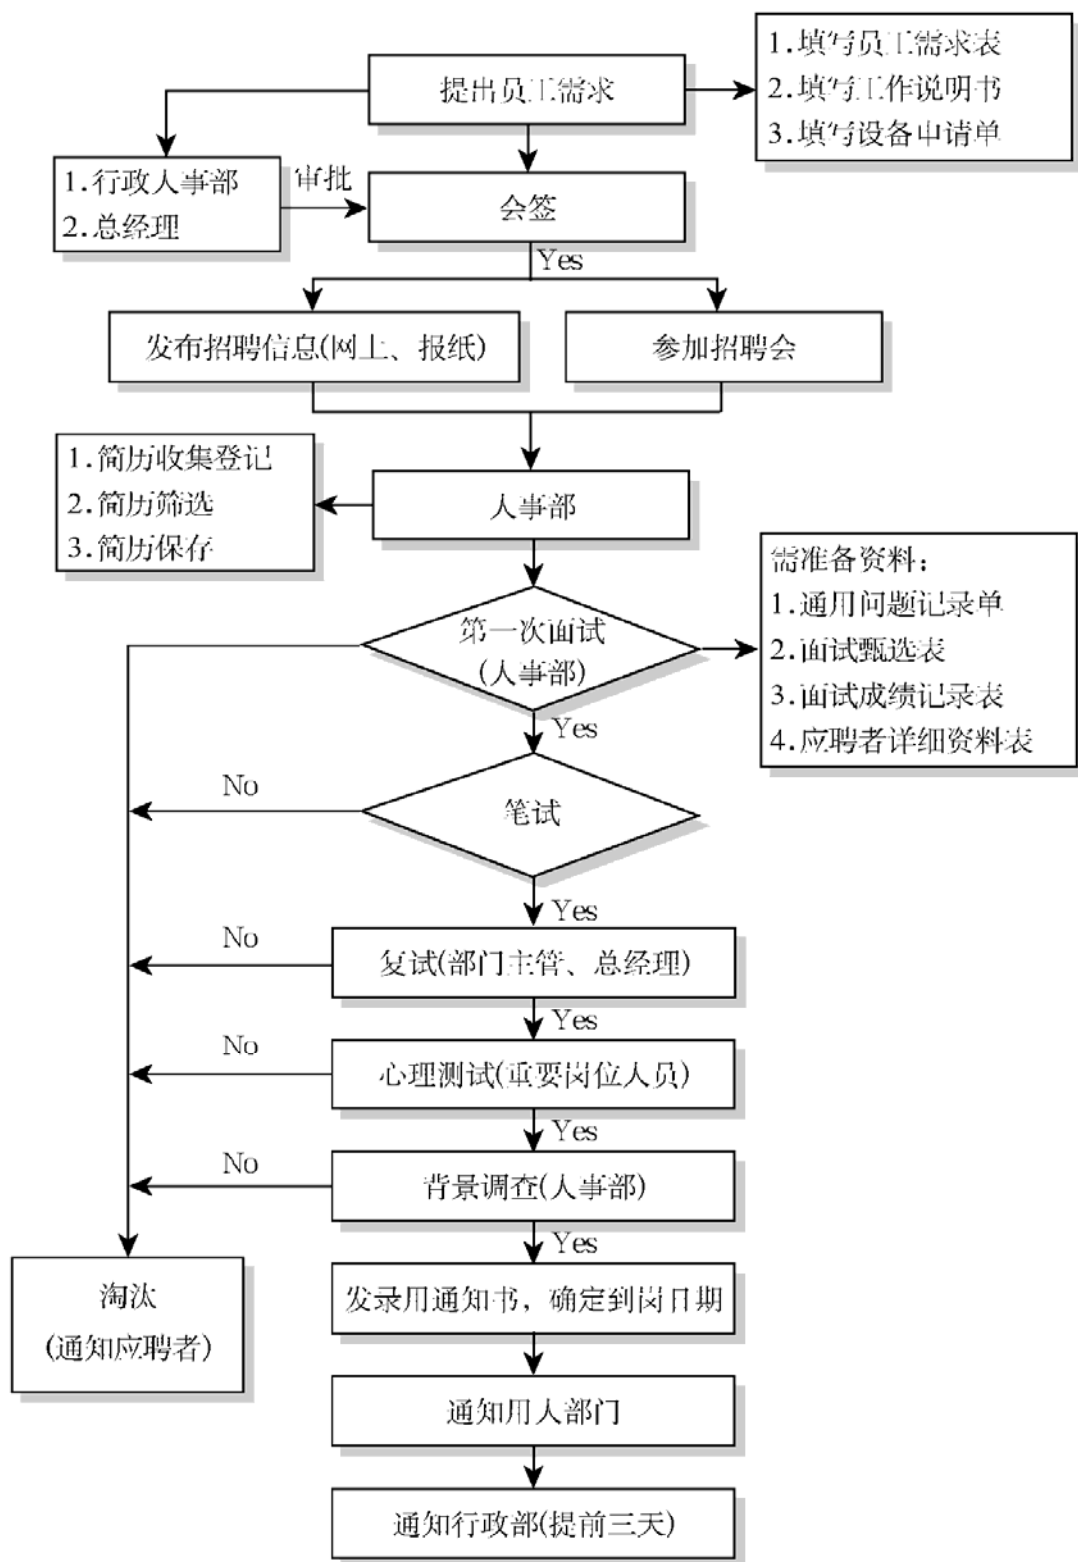 提出员工需求
1.填写员工需求表
2.填写工作说明书
3.填写设备申请单
1.行政人事部
2.总经理
审批
会签
Yes
发布招聘信息(网上、报纸)
参加招聘会
1.简历收集登记
2.简历筛选
3.简历保存
人事部
第一次面试
(人事部)
需准备资料：
1.通用问题记录单
2.面试甄选表
3.面试成绩记录表
4.应聘者详细资料表
Yes
No
笔试
Yes
No
复试(部门主管、总经理)
Yes
No
心理测试(重要岗位人员)
Yes
No
背景调查(人事部)
Yes
淘汰
(通知应聘者)
发录用通知书，确定到岗日期
通知用人部门
通知行政部(提前三天)